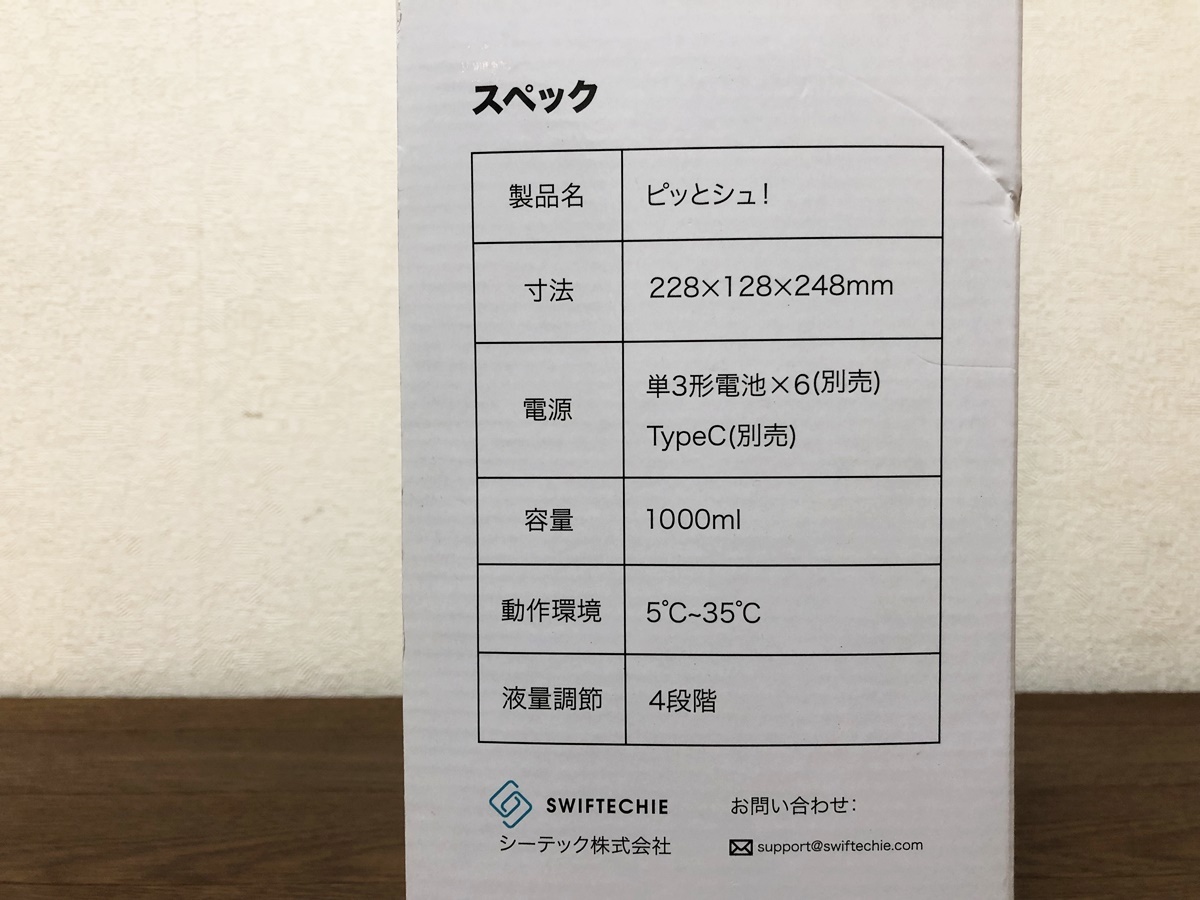 スペック
製品名 ピッとシュ!
寸法 228×128×248mm
電源 単3形電池×6(別売)
TypeC(別売)
容量 1000ml
動作環境 5℃~35℃
液量調節 4段階
SWIFTECHIE お問い合わせ:
シーテック株式会社 support@swiftechie.com